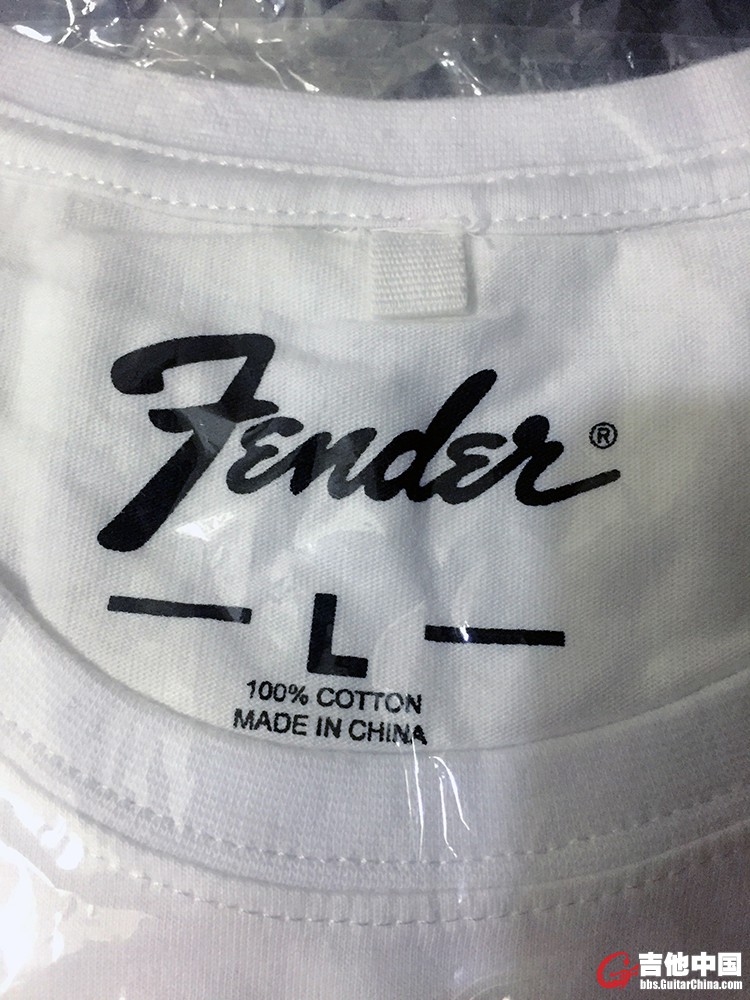 Fender®
L
100% COTTON
MADE IN CHINA
吉他中国
bbs.GuitarChina.com